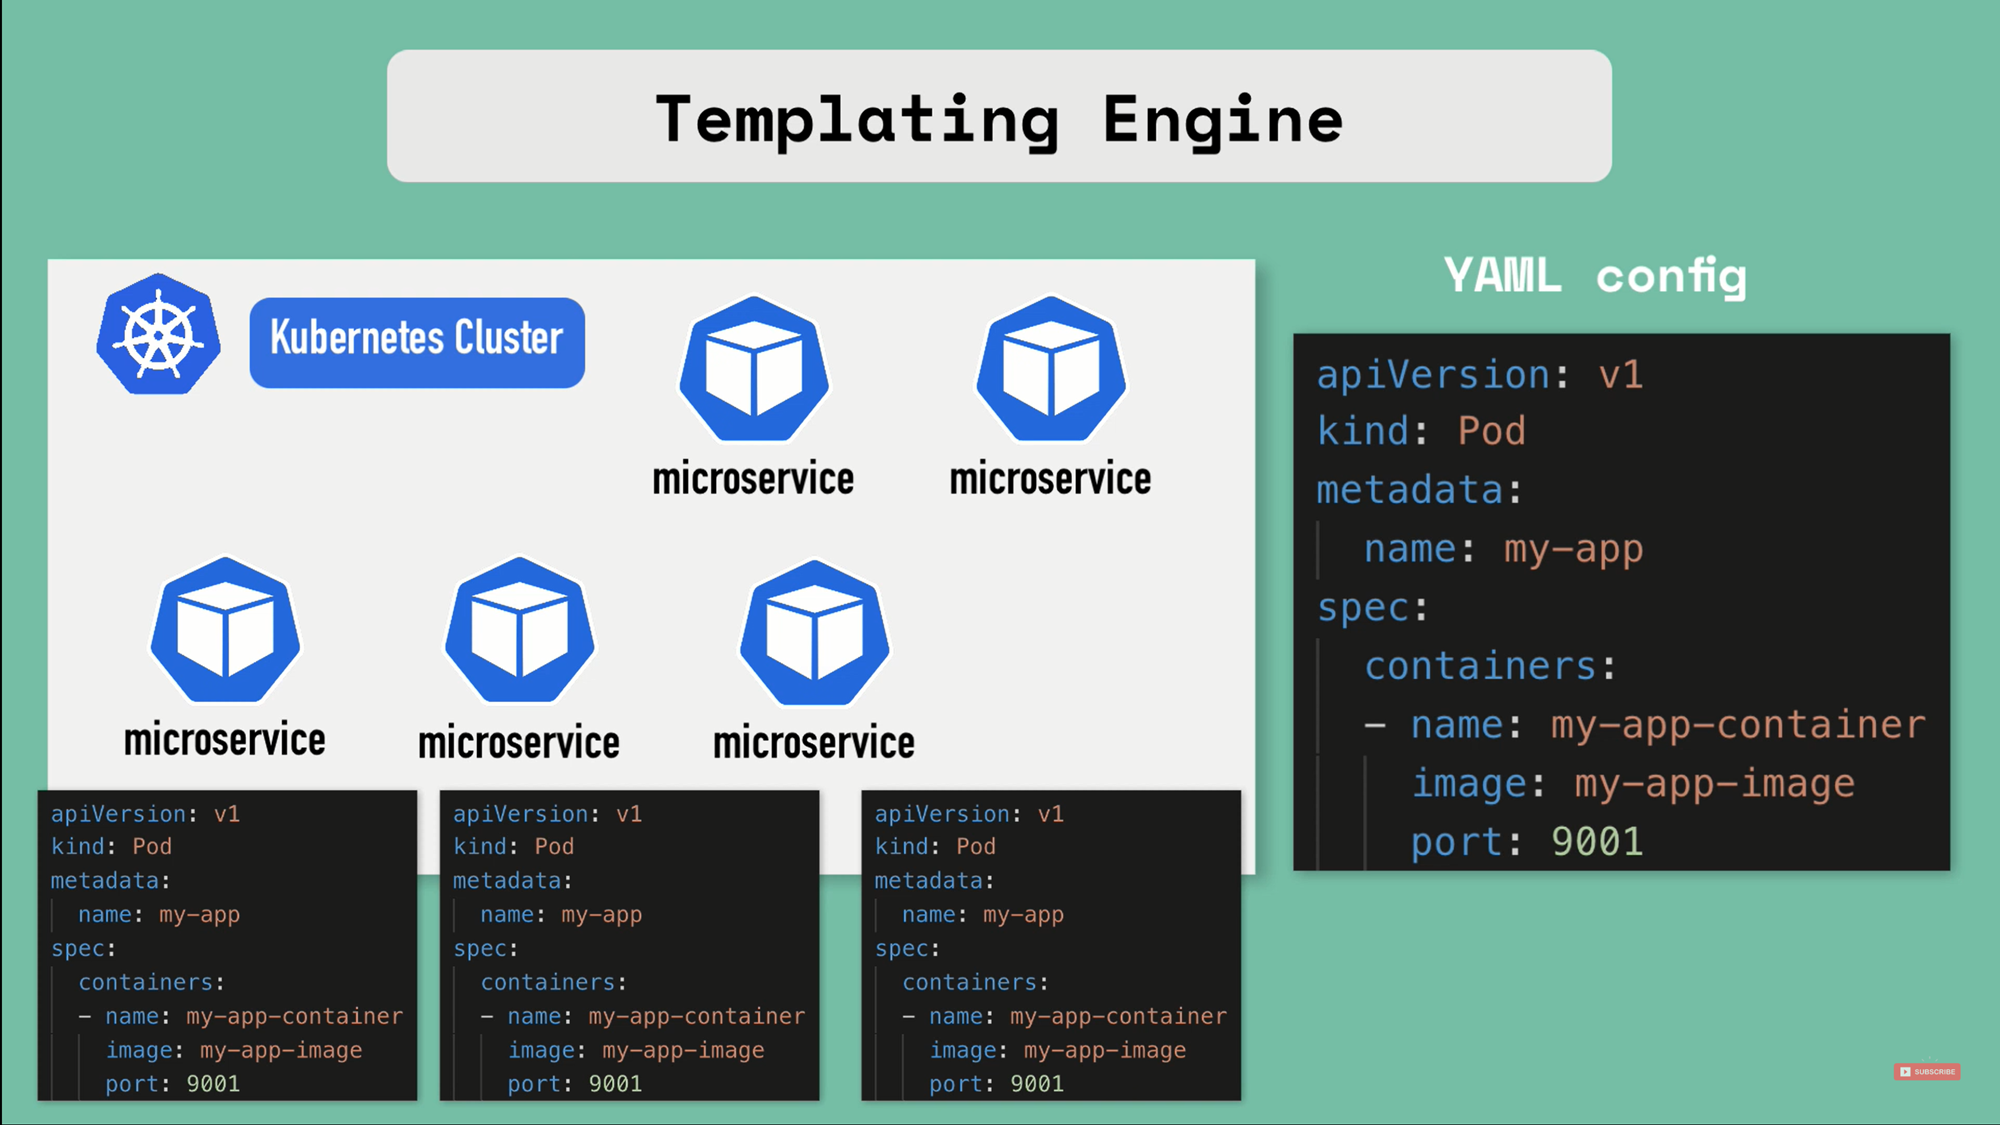 Templating Engine
Kubernetes Cluster
microservice
microservice
microservice
microservice
microservice
YAML config
apiVersion: v1
kind: Pod
metadata:
  name: my-app
spec:
  containers:
  - name: my-app-container
    image: my-app-image
    port: 9001
apiVersion: v1
kind: Pod
metadata:
  name: my-app
spec:
  containers:
  - name: my-app-container
    image: my-app-image
    port: 9001
apiVersion: v1
kind: Pod
metadata:
  name: my-app
spec:
  containers:
  - name: my-app-container
    image: my-app-image
    port: 9001
apiVersion: v1
kind: Pod
metadata:
  name: my-app
spec:
  containers:
  - name: my-app-container
    image: my-app-image
    port: 9001
SUBSCRIBE